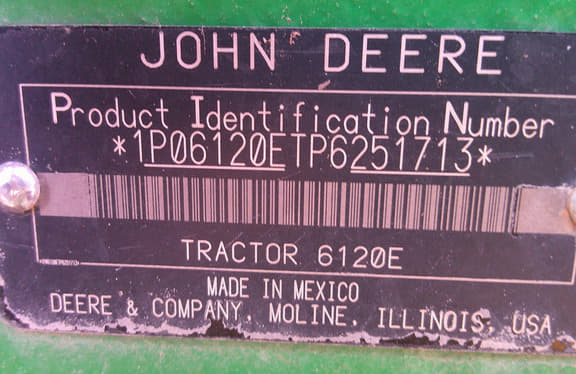 JOHN DEERE
Product Identification Number
*1P06120ETP6251713*
TRACTOR 6120E
MADE IN MEXICO
DEERE & COMPANY, MOLINE, ILLINOIS, USA